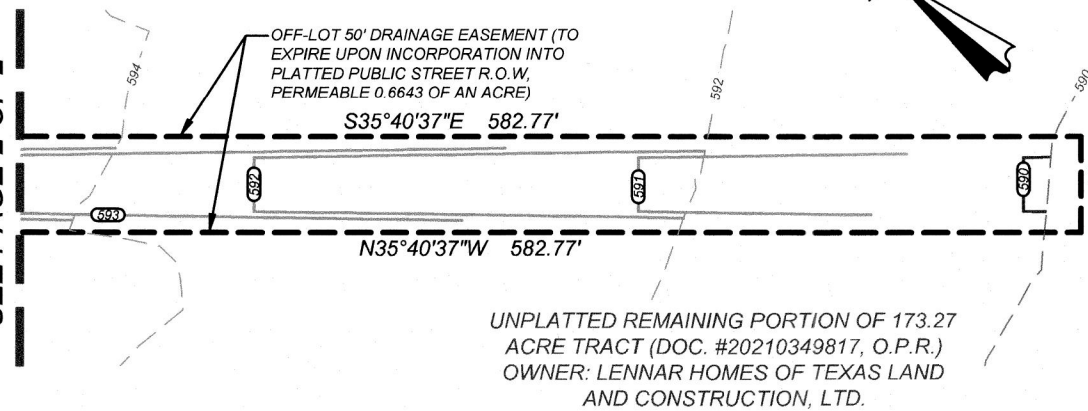 OFF-LOT 50' DRAINAGE EASEMENT (TO
EXPIRE UPON INCORPORATION INTO
PLATTED PUBLIC STREET R.O.W,
PERMEABLE 0.6643 OF AN ACRE)
594
592
590
S35°40'37"E 582.77'
592
591
590
593
N35°40'37"W 582.77'
UNPLATTED REMAINING PORTION OF 173.27
ACRE TRACT (DOC. #20210349817, O.P.R.)
OWNER: LENNAR HOMES OF TEXAS LAND
AND CONSTRUCTION, LTD.